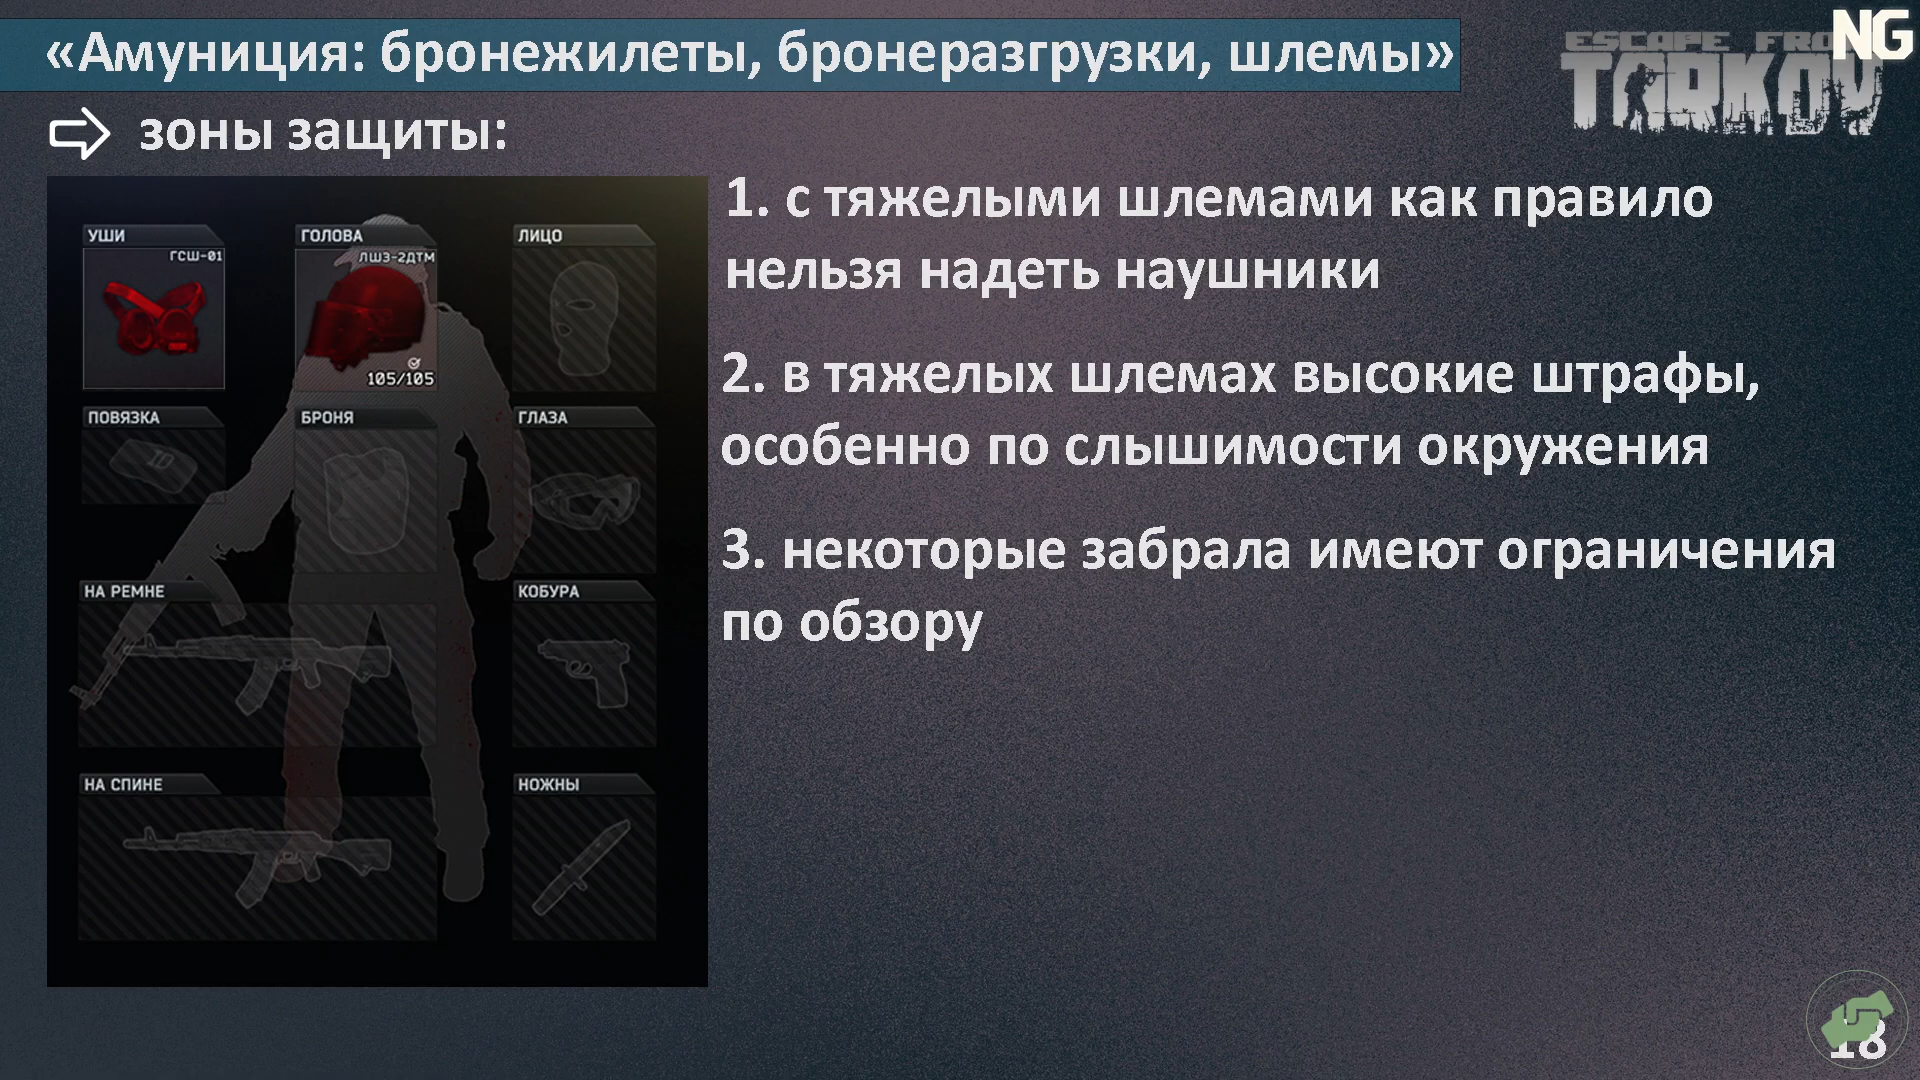 «Амуниция: бронежилеты, бронеразгрузки, шлемы»
NG
ESCAPE FROM
TARKOV
зоны защиты:
1. с тяжелыми шлемами как правило
нельзя надеть наушники
2. в тяжелых шлемах высокие штрафы,
особенно по слышимости окружения
3. некоторые забрала имеют ограничения
по обзору
УШИ
ГСШ-01
ГОЛОВА
ЛШЗ-2ДТМ
105/105
ЛИЦО
ПОВЯЗКА
БРОНЯ
ГЛАЗА
НА РЕМНЕ
КОБУРА
НА СПИНЕ
НОЖНЫ
18